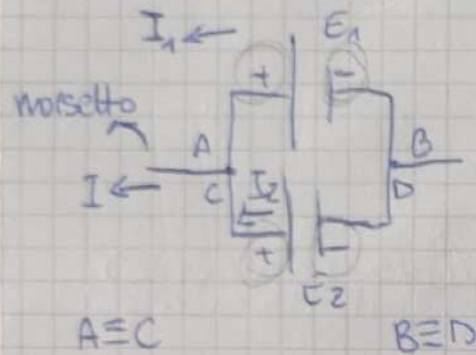 I₁ ← E₁
+ -
morsetto
A B
I ← C I₂ D
+ -
E₂
A≡C B≡D